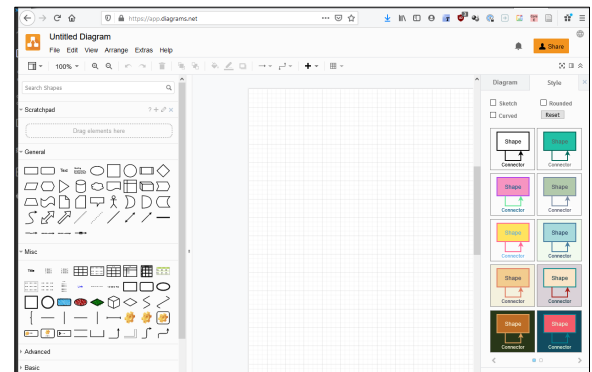 https://app.diagrams.net
Untitled Diagram
File Edit View Arrange Extras Help
Share
100%
Search Shapes
Scratchpad
Drag elements here
General
Text
Misc
Advanced
Basic
Diagram
Style
Sketch
Rounded
Curved
Reset
Shape
Shape
Connector
Connector
Shape
Shape
Connector
Connector
Shape
Shape
Connector
Connector
Shape
Shape
Connector
Connector
Shape
Shape
Connector
Connector